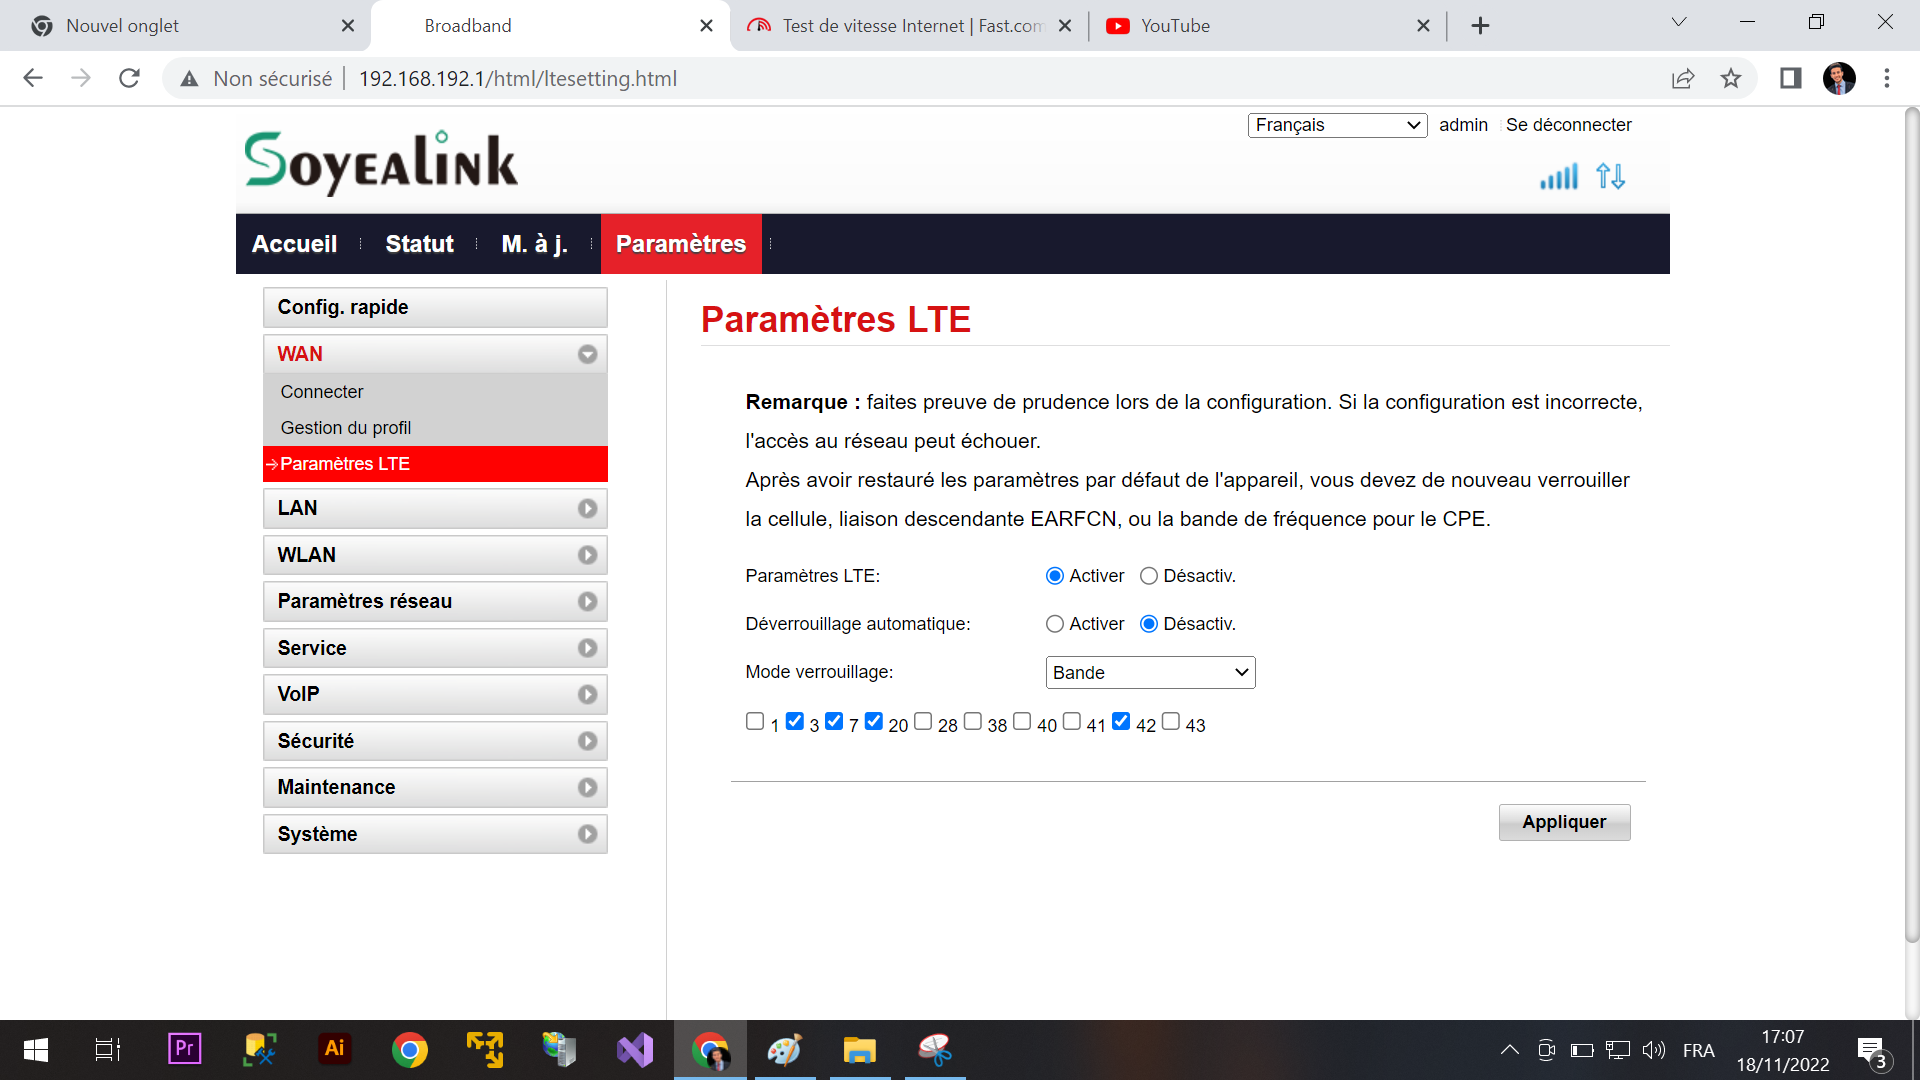 Nouvel onglet
Broadband
Test de vitesse Internet | Fast.com
YouTube
Non sécurisé
192.168.192.1/html/ltesetting.html
Français
admin
Se déconnecter
SOYEALINK
Accueil
Statut
M. à j.
Paramètres
Config. rapide
WAN
Connecter
Gestion du profil
Paramètres LTE
LAN
WLAN
Paramètres réseau
Service
VoIP
Sécurité
Maintenance
Système
Paramètres LTE
Remarque : faites preuve de prudence lors de la configuration. Si la configuration est incorrecte,
l'accès au réseau peut échouer.
Après avoir restauré les paramètres par défaut de l'appareil, vous devez de nouveau verrouiller
la cellule, liaison descendante EARFCN, ou la bande de fréquence pour le CPE.
Paramètres LTE: Activer Désactiv.
Déverrouillage automatique: Activer Désactiv.
Mode verrouillage: Bande
1 3 7 20 28 38 40 41 42 43
Appliquer
Pr
Ai
FRA
17:07
18/11/2022
3